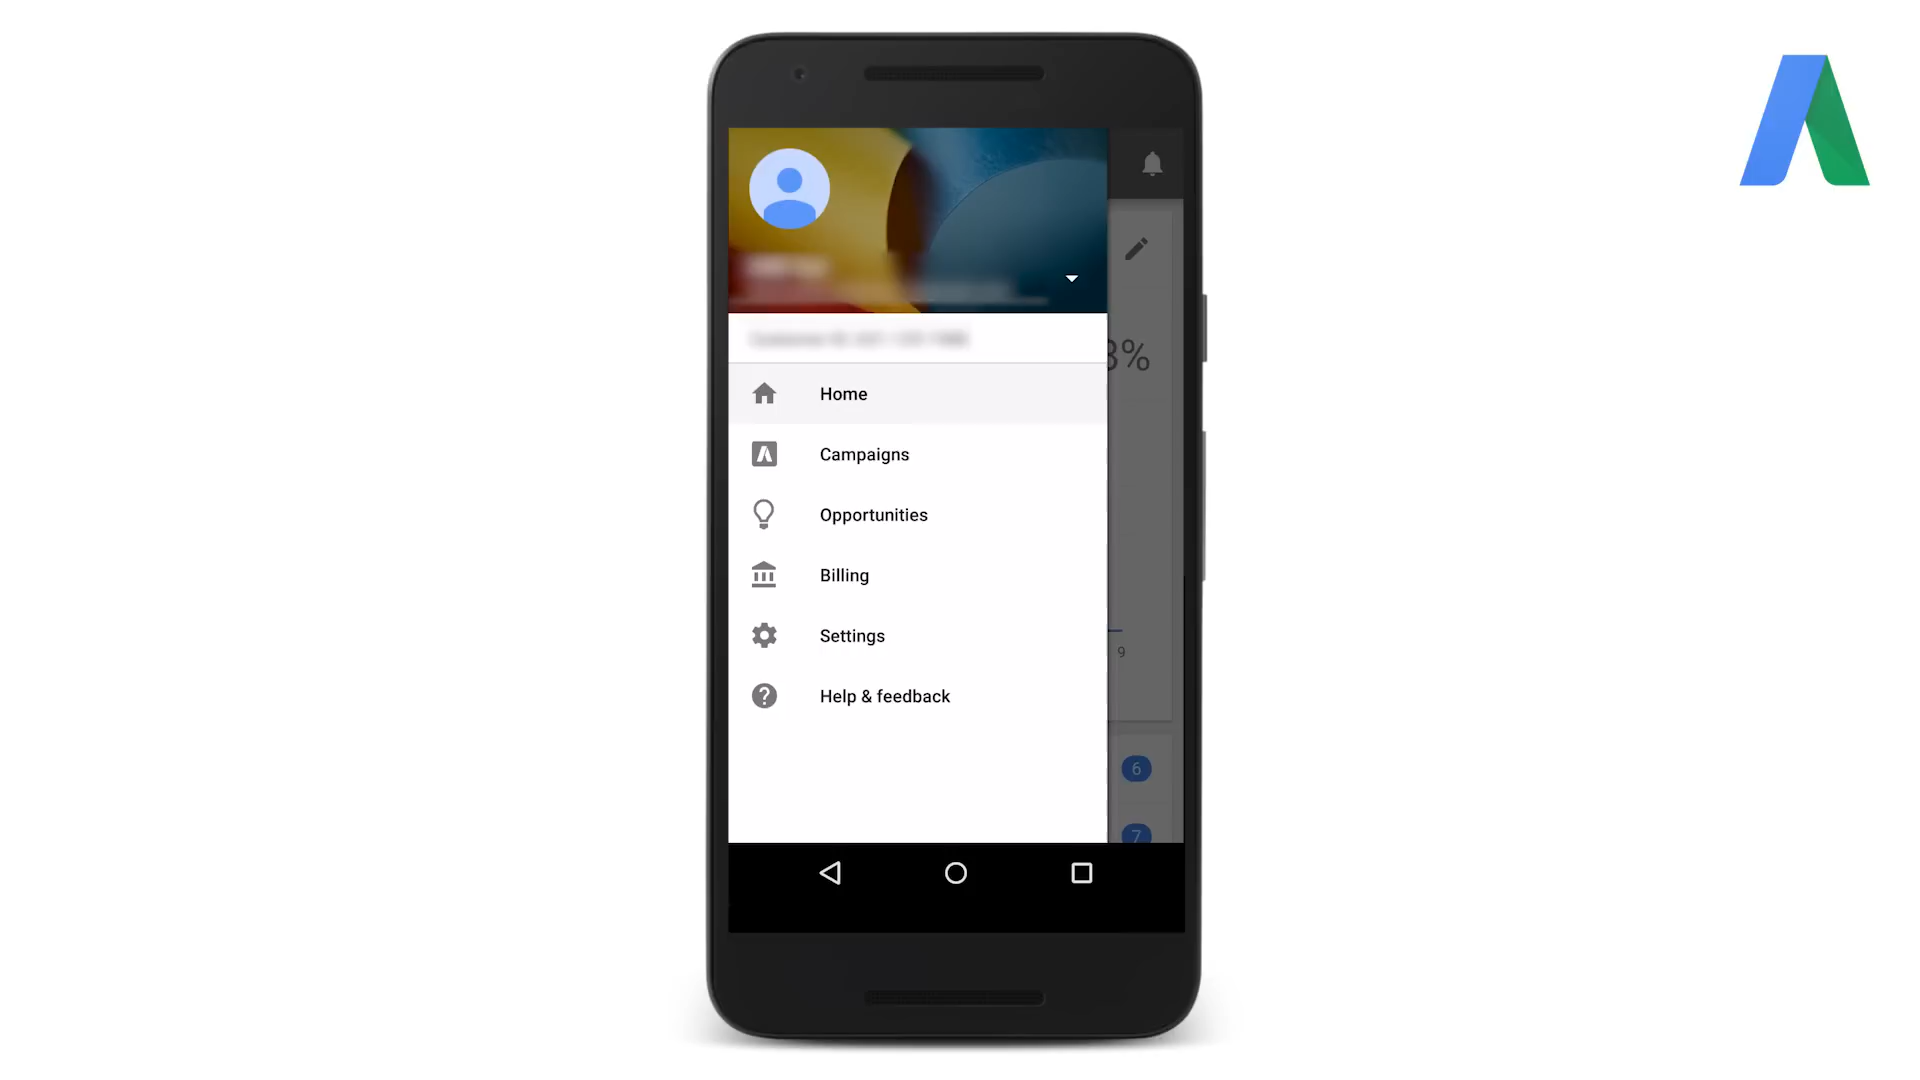 3%
Home
Campaigns
Opportunities
Billing
Settings
9
Help & feedback
6
7